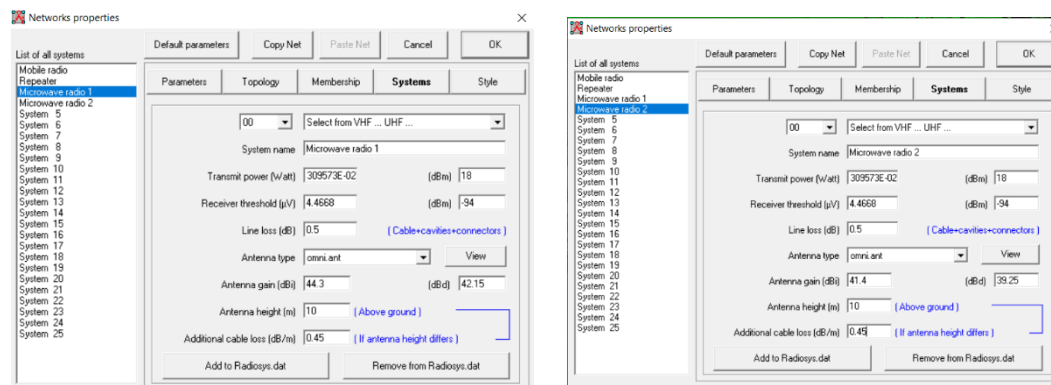 Networks properties
List of all systems
Default parameters Copy Net Paste Net Cancel OK
Mobile radio
Repeater
Microwave radio 1
Microwave radio 2
System 5
System 6
System 7
System 8
System 9
System 10
System 11
System 12
System 13
System 14
System 15
System 16
System 17
System 18
System 19
System 20
System 21
System 22
System 23
System 24
System 25
Parameters Topology Membership Systems Style
00 Select from VHF ... UHF ...
System name Microwave radio 1
Transmit power (Watt) 309573E-02 (dBm) 18
Receiver threshold (µV) 4.4668 (dBm) -94
Line loss (dB) 0.5 ( Cable+cavities+connectors )
Antenna type omni.ant View
Antenna gain (dBi) 44.3 (dBd) 42.15
Antenna height (m) 10 ( Above ground )
Additional cable loss (dB/m) 0.45 ( If antenna height differs )
Add to Radiosys.dat Remove from Radiosys.dat
Networks properties
List of all systems
Default parameters Copy Net Paste Net Cancel OK
Mobile radio
Repeater
Microwave radio 1
Microwave radio 2
System 5
System 6
System 7
System 8
System 9
System 10
System 11
System 12
System 13
System 14
System 15
System 16
System 17
System 18
System 19
System 20
System 21
System 22
System 23
System 24
System 25
Parameters Topology Membership Systems Style
00 Select from VHF ... UHF ...
System name Microwave radio 2
Transmit power (Watt) 309573E-02 (dBm) 18
Receiver threshold (µV) 4.4668 (dBm) -94
Line loss (dB) 0.5 ( Cable+cavities+connectors )
Antenna type omni.ant View
Antenna gain (dBi) 41.4 (dBd) 39.25
Antenna height (m) 10 ( Above ground )
Additional cable loss (dB/m) 0.45 ( If antenna height differs )
Add to Radiosys.dat Remove from Radiosys.dat